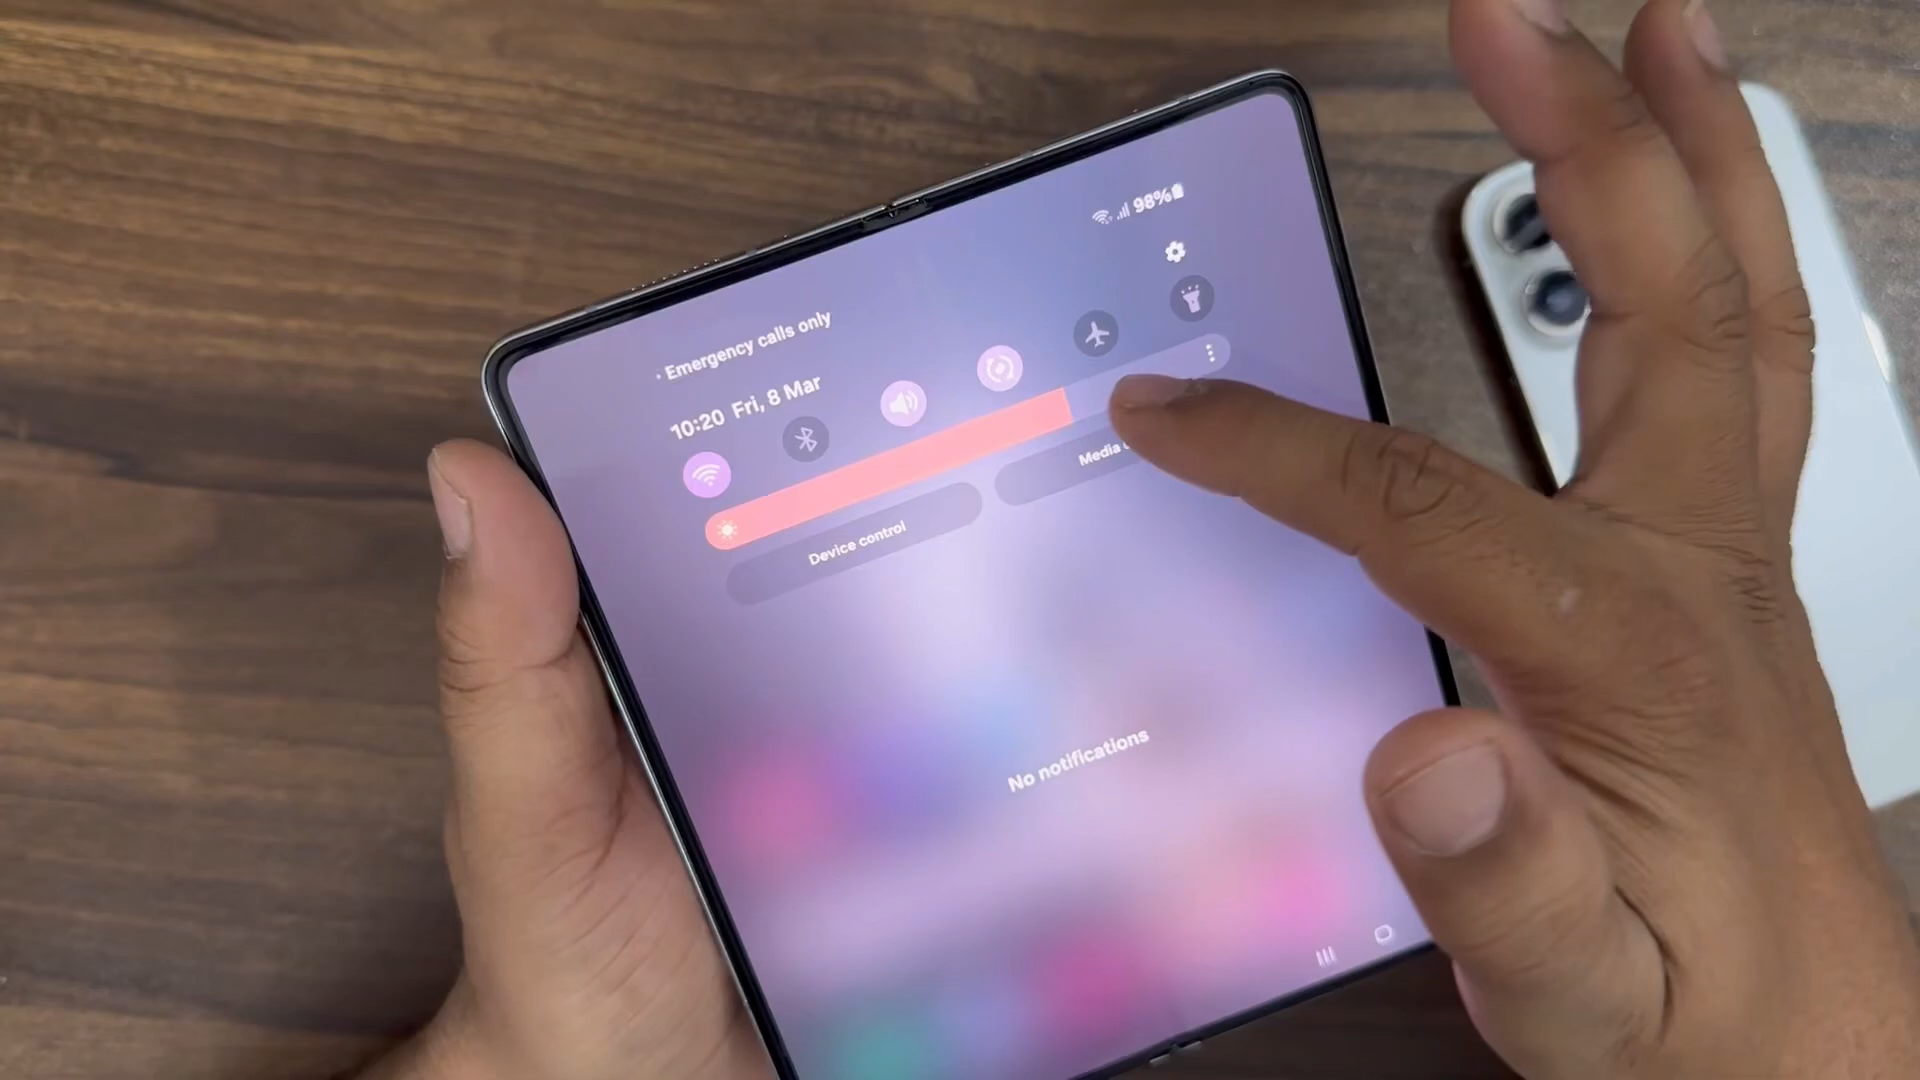 98%
Emergency calls only
10:20 Fri, 8 Mar
Media
Device control
No notifications